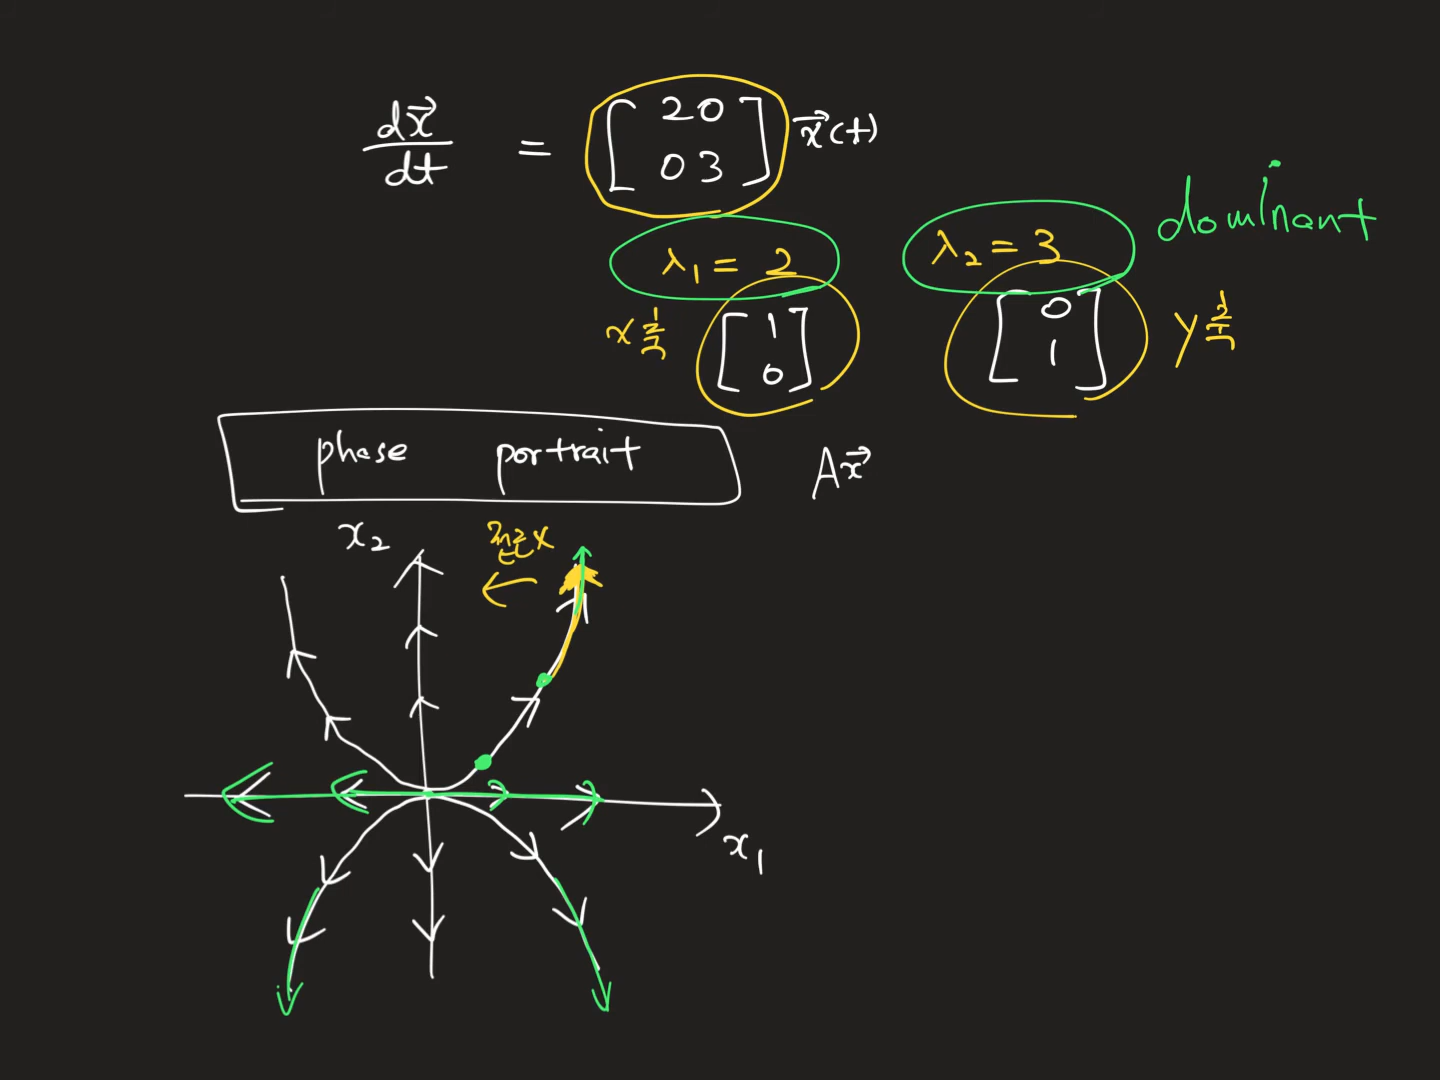 dx⃗/dt = [2 0
0 3] x⃗(t)
dominant
λ₁ = 2
λ₂ = 3
x축
[1
0]
[0
1]
y축
phase portrait
Ax⃗
x₂
x₁